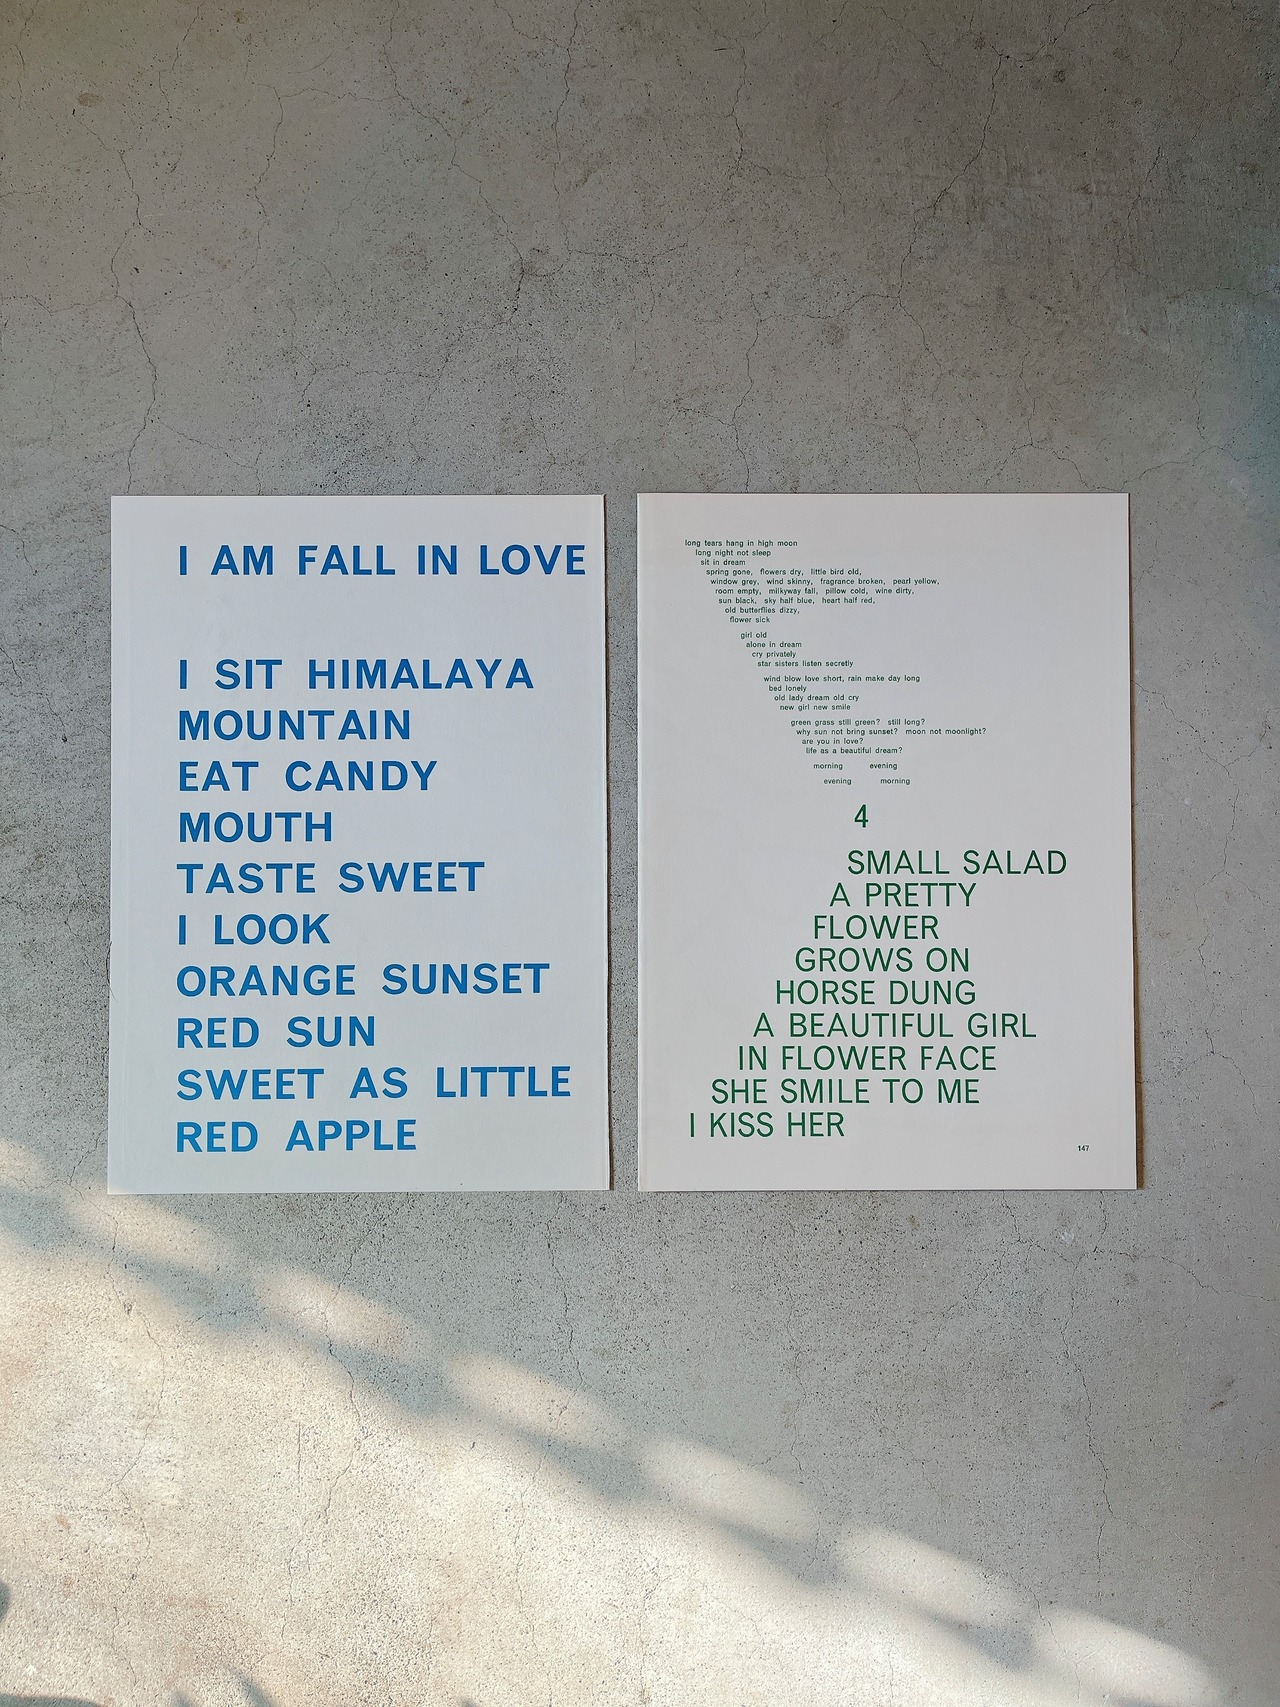 I AM FALL IN LOVE
I SIT HIMALAYA
MOUNTAIN
EAT CANDY
MOUTH
TASTE SWEET
I LOOK
ORANGE SUNSET
RED SUN
SWEET AS LITTLE
RED APPLE
long tears hang in high moon
long night not sleep
sit in dream
spring gone, flowers dry, little bird old,
window grey, wind skinny, fragrance broken, pearl yellow,
room empty, milkyway fall, pillow cold, wine dirty,
sun black, sky half blue, heart half red,
old butterflies dizzy,
flower sick
girl old
alone in dream
cry privately
star sisters listen secretly
wind blow love short, rain make day long
bed lonely
old lady dream old cry
new girl new smile
green grass still green? still long?
why sun not bring sunset? moon not moonlight?
are you in love?
life as a beautiful dream?
morning evening
evening morning
4
SMALL SALAD
A PRETTY
FLOWER
GROWS ON
HORSE DUNG
A BEAUTIFUL GIRL
IN FLOWER FACE
SHE SMILE TO ME
I KISS HER
147